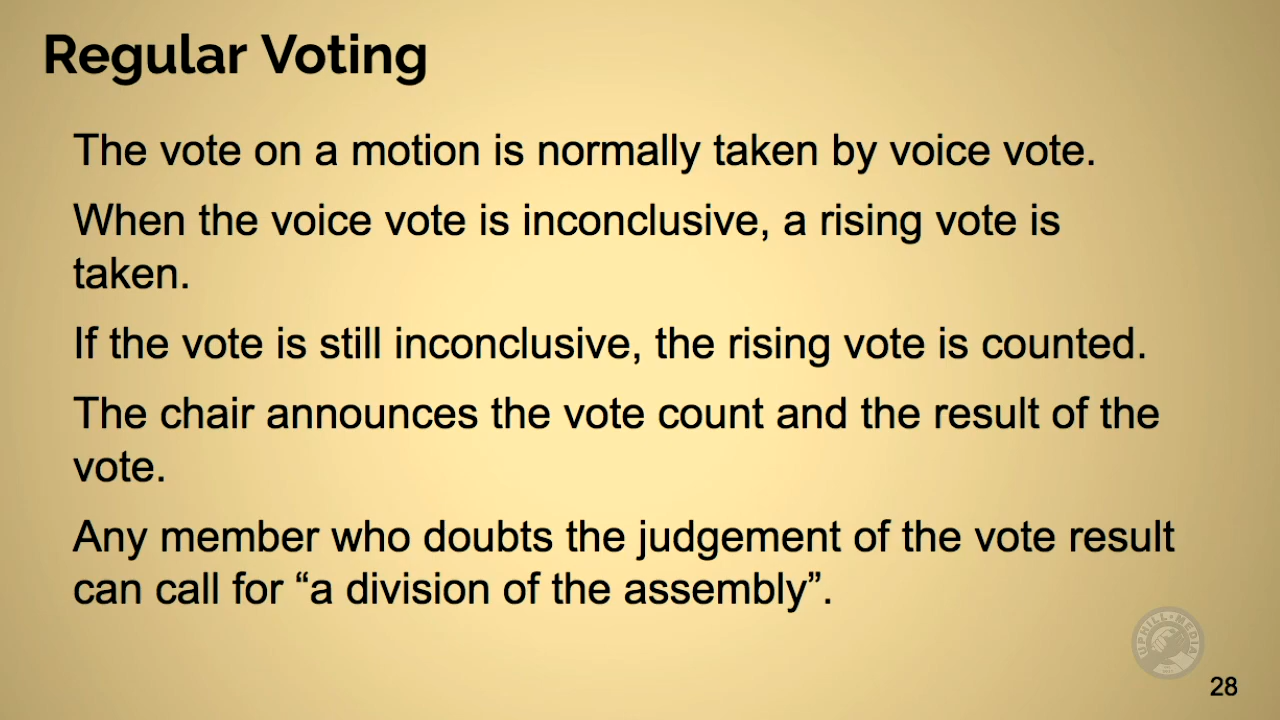 Regular Voting
The vote on a motion is normally taken by voice vote.
When the voice vote is inconclusive, a rising vote is
taken.
If the vote is still inconclusive, the rising vote is counted.
The chair announces the vote count and the result of the
vote.
Any member who doubts the judgement of the vote result
can call for “a division of the assembly”.
UPHILL • MEDIA
28